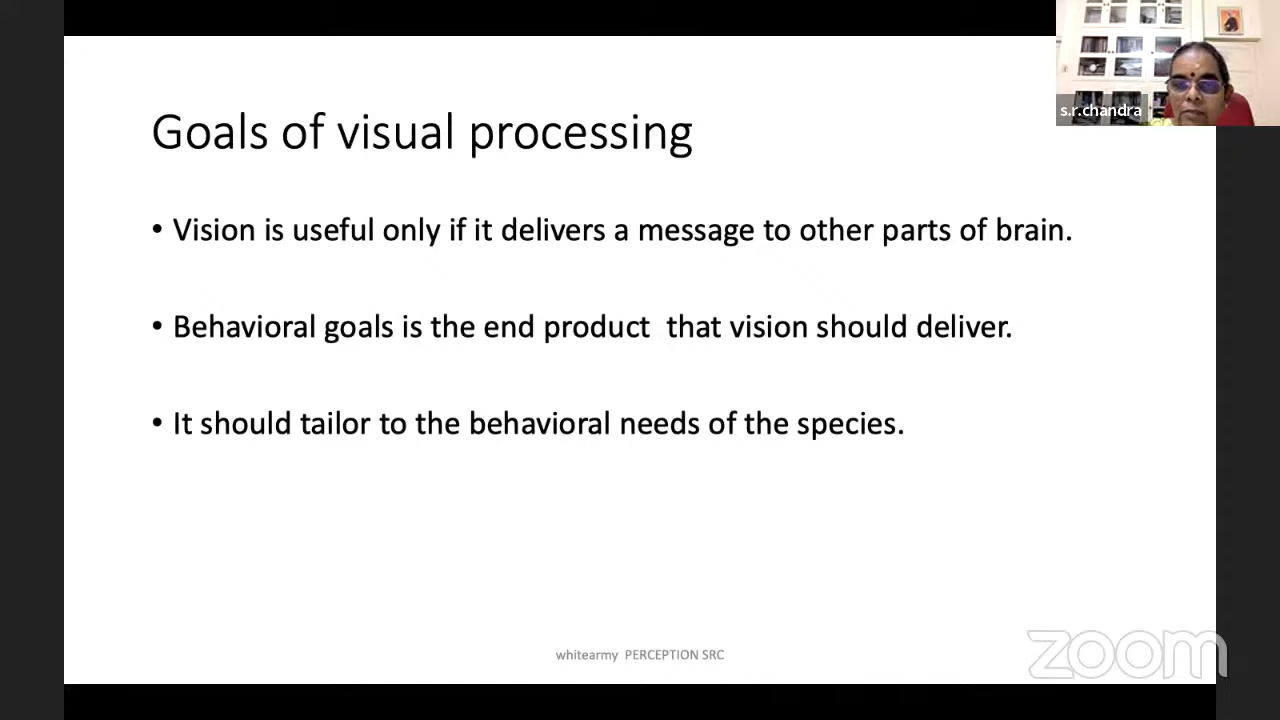 s.r.chandra
Goals of visual processing
• Vision is useful only if it delivers a message to other parts of brain.
• Behavioral goals is the end product  that vision should deliver.
• It should tailor to the behavioral needs of the species.
whitearmy  PERCEPTION SRC
zoom